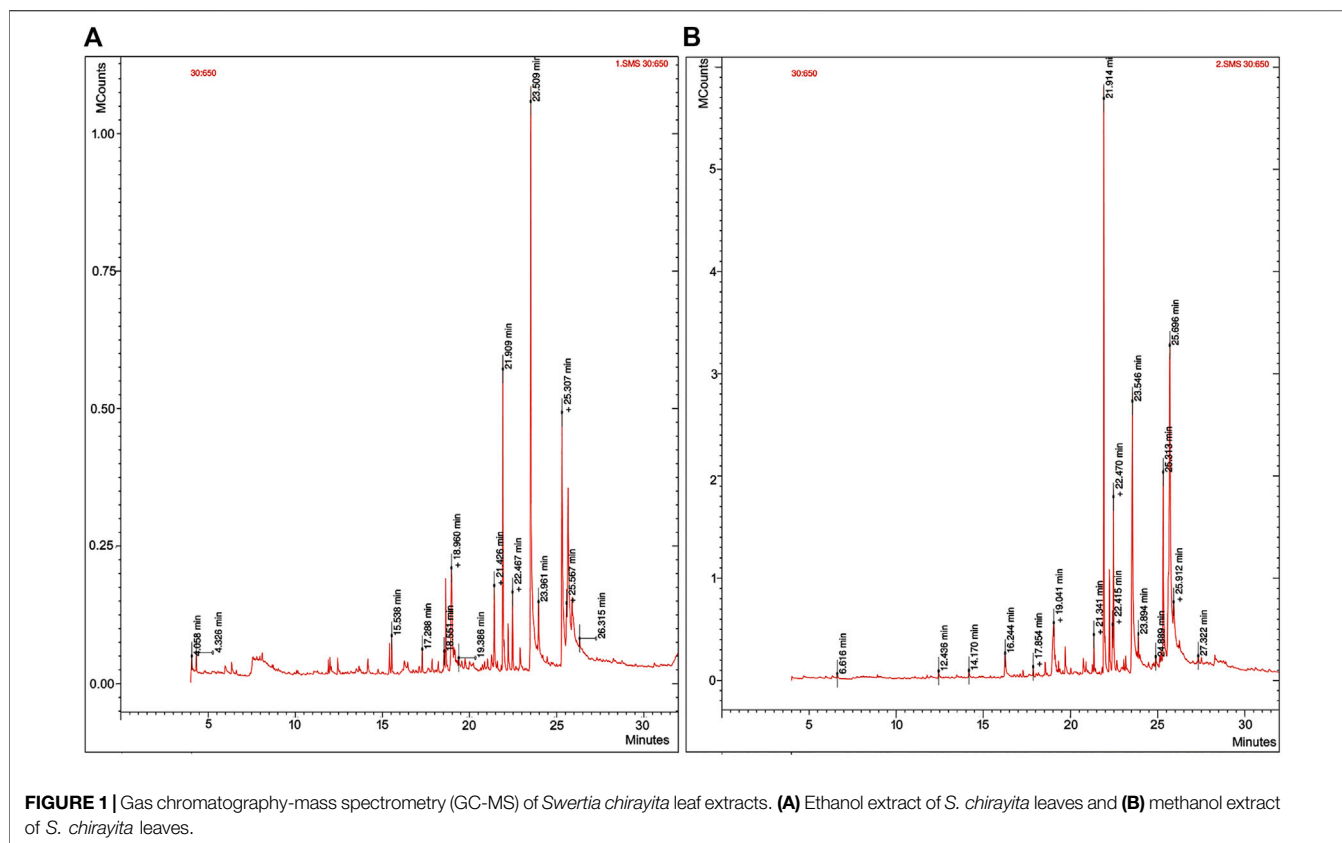 A
MCounts
30:650
1.SMS 30:650
1.00
0.75
0.50
0.25
0.00
4.058 min
4.326 min
15.538 min
17.288 min
18.551 min
+ 18.960 min
19.386 min
+ 21.426 min
21.909 min
+ 22.467 min
23.509 min
23.961 min
+ 25.307 min
+ 25.567 min
26.315 min
5
10
15
20
25
30
Minutes
B
MCounts
30:650
2.SMS 30:650
5
4
3
2
1
0
6.616 min
12.436 min
14.170 min
16.244 min
+ 17.854 min
+ 19.041 min
+ 21.341 min
21.914 mi
+ 22.415 min
+ 22.470 min
23.546 min
23.894 min
24.889 min
25.313 min
25.696 min
+ 25.912 min
27.322 min
5
10
15
20
25
30
Minutes
FIGURE 1 | Gas chromatography-mass spectrometry (GC-MS) of Swertia chirayita leaf extracts. (A) Ethanol extract of S. chirayita leaves and (B) methanol extract
of S. chirayita leaves.